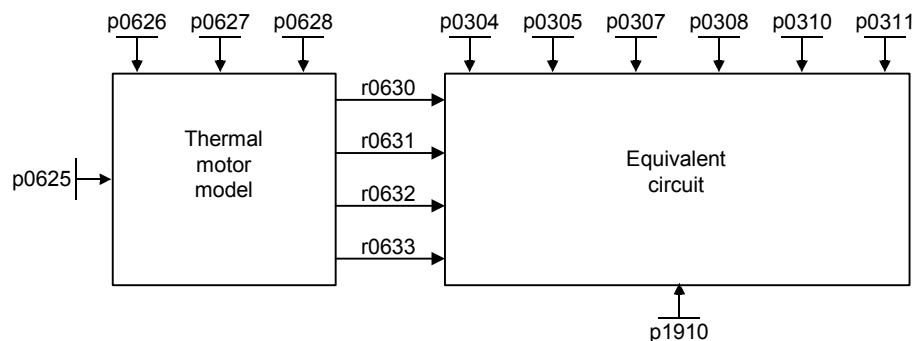 p0626 p0627 p0628 p0304 p0305 p0307 p0308 p0310 p0311
r0630
Thermal
motor
model
r0631
Equivalent
circuit
p0625
r0632
r0633
p1910